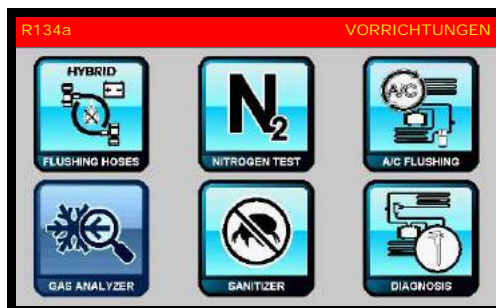 R134a VORRICHTUNGEN
HYBRID
FLUSHING HOSES
N2
NITROGEN TEST
A/C
A/C FLUSHING
GAS ANALYZER
SANITIZER
DIAGNOSIS